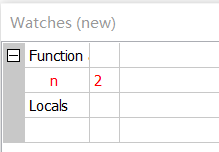 Watches (new)
Function
n 2
Locals